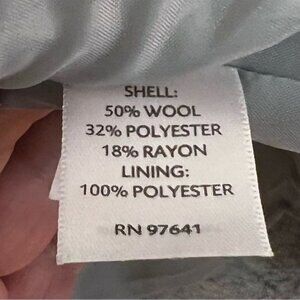 SHELL:
50% WOOL
32% POLYESTER
18% RAYON
LINING:
100% POLYESTER
RN 97641